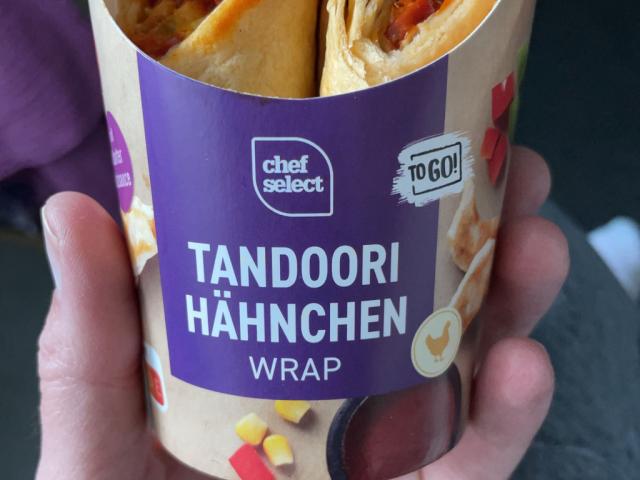 chef
select
TO GO!
TANDOORI
HÄHNCHEN
WRAP